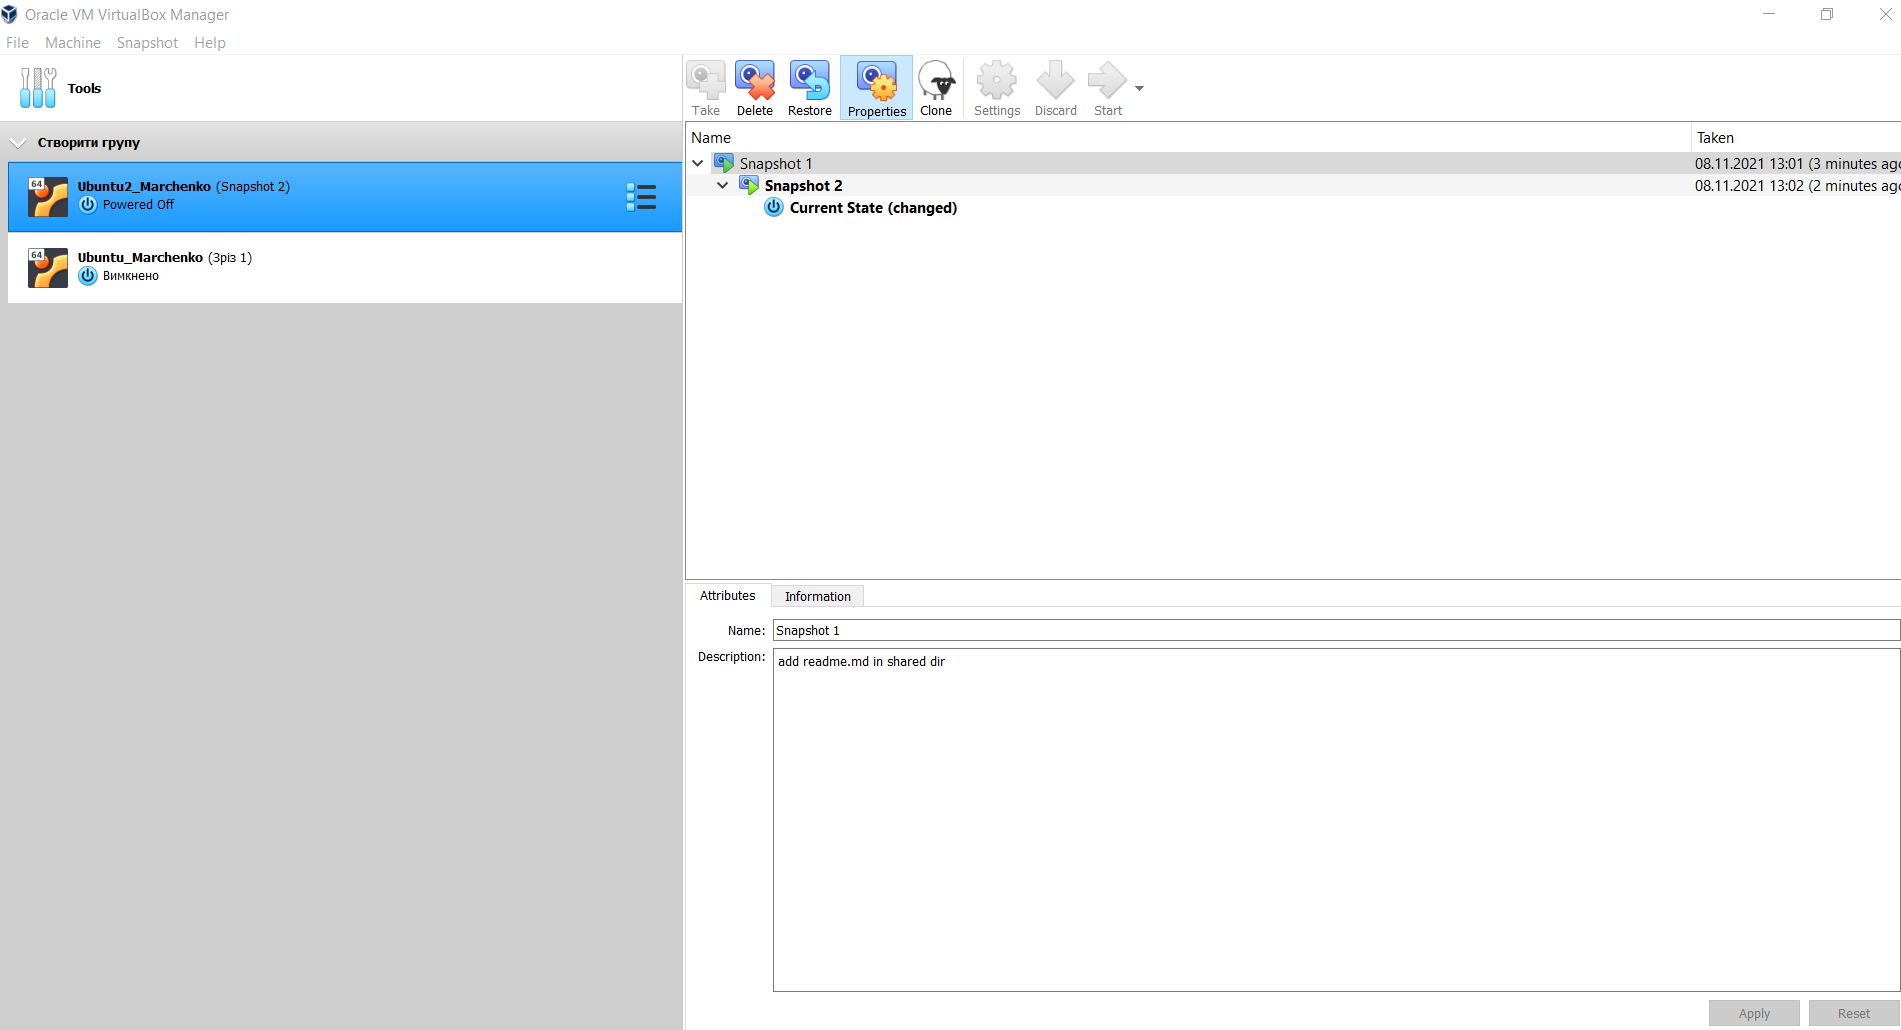 Oracle VM VirtualBox Manager
File Machine Snapshot Help
Tools
Take Delete Restore Properties Clone Settings Discard Start
Створити групу
64
Ubuntu2_Marchenko (Snapshot 2)
Powered Off
64
Ubuntu_Marchenko (Зріз 1)
Вимкнено
Name Taken
Snapshot 1 08.11.2021 13:01 (3 minutes ago
Snapshot 2 08.11.2021 13:02 (2 minutes ago
Current State (changed)
Attributes Information
Name: Snapshot 1
Description: add readme.md in shared dir
Apply Reset